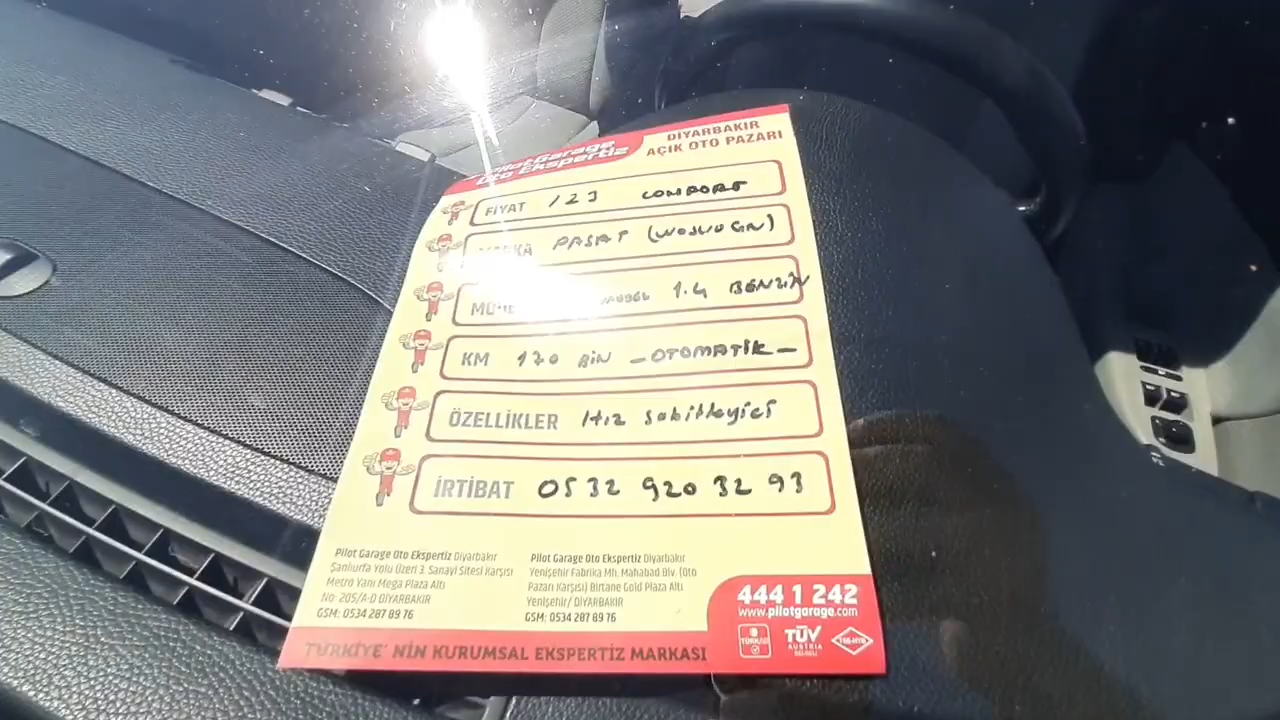 Pilot Garage
Oto Ekspertiz
DİYARBAKIR
AÇIK OTO PAZARI
FİYAT 123 COMFORT
PASAT (WOSWOGN)
1.4 BENZİN
KM 170 BİN - OTOMATİK -
ÖZELLİKLER Hız sabitleyici
İRTİBAT 0532 920 32 93
Pilot Garage Oto Ekspertiz Diyarbakır
Şanlıurfa Yolu Üzeri 3. Sanayi Sitesi Karşısı
Metro Yanı Mega Plaza Altı
No: 205/A-D DİYARBAKIR
GSM: 0534 287 89 76
Pilot Garage Oto Ekspertiz Diyarbakır
Yenişehir Fabrika Mh. Mahabad Blv. (Oto
Pazarı Karşısı) Birtane Gold Plaza Altı
Yenişehir/ DİYARBAKIR
GSM: 0534 287 89 76
444 1 242
www.pilotgarage.com
TÜRKAK
TÜV
AUSTRIA
TSE-HYB
TÜRKİYE' NİN KURUMSAL EKSPERTİZ MARKASI